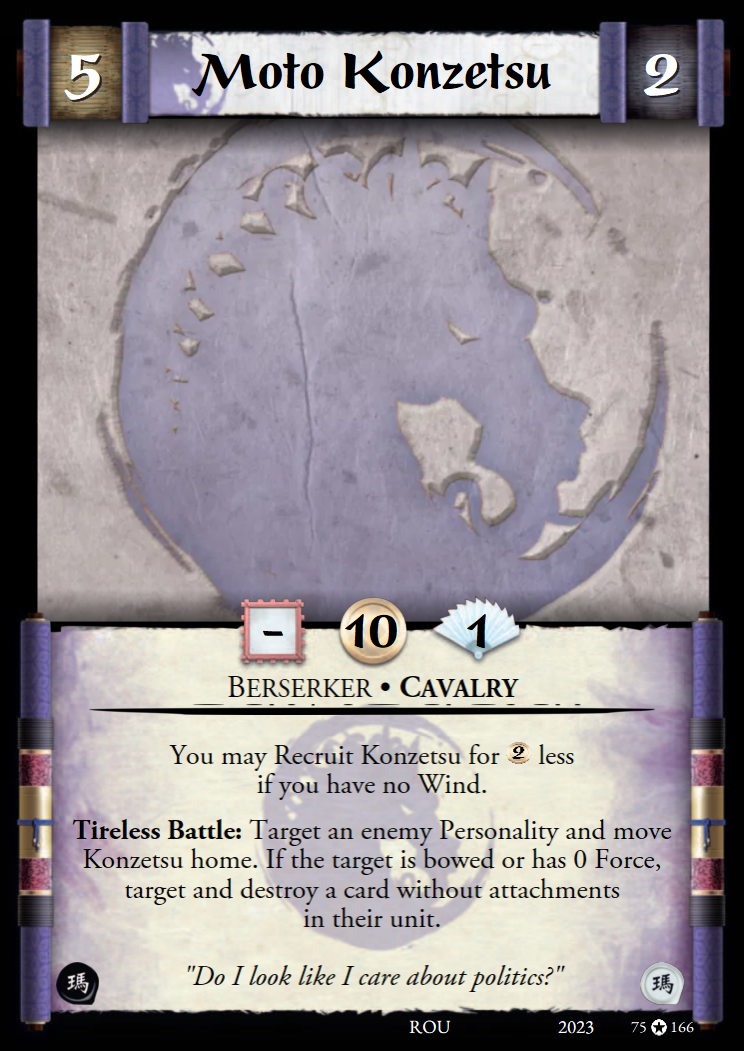 5 Moto Konzetsu 2
- 10 1
BERSERKER • CAVALRY
You may Recruit Konzetsu for 2 less
if you have no Wind.
Tireless Battle: Target an enemy Personality and move
Konzetsu home. If the target is bowed or has 0 Force,
target and destroy a card without attachments
in their unit.
"Do I look like I care about politics?"
瑪 瑪
ROU 2023 75 166